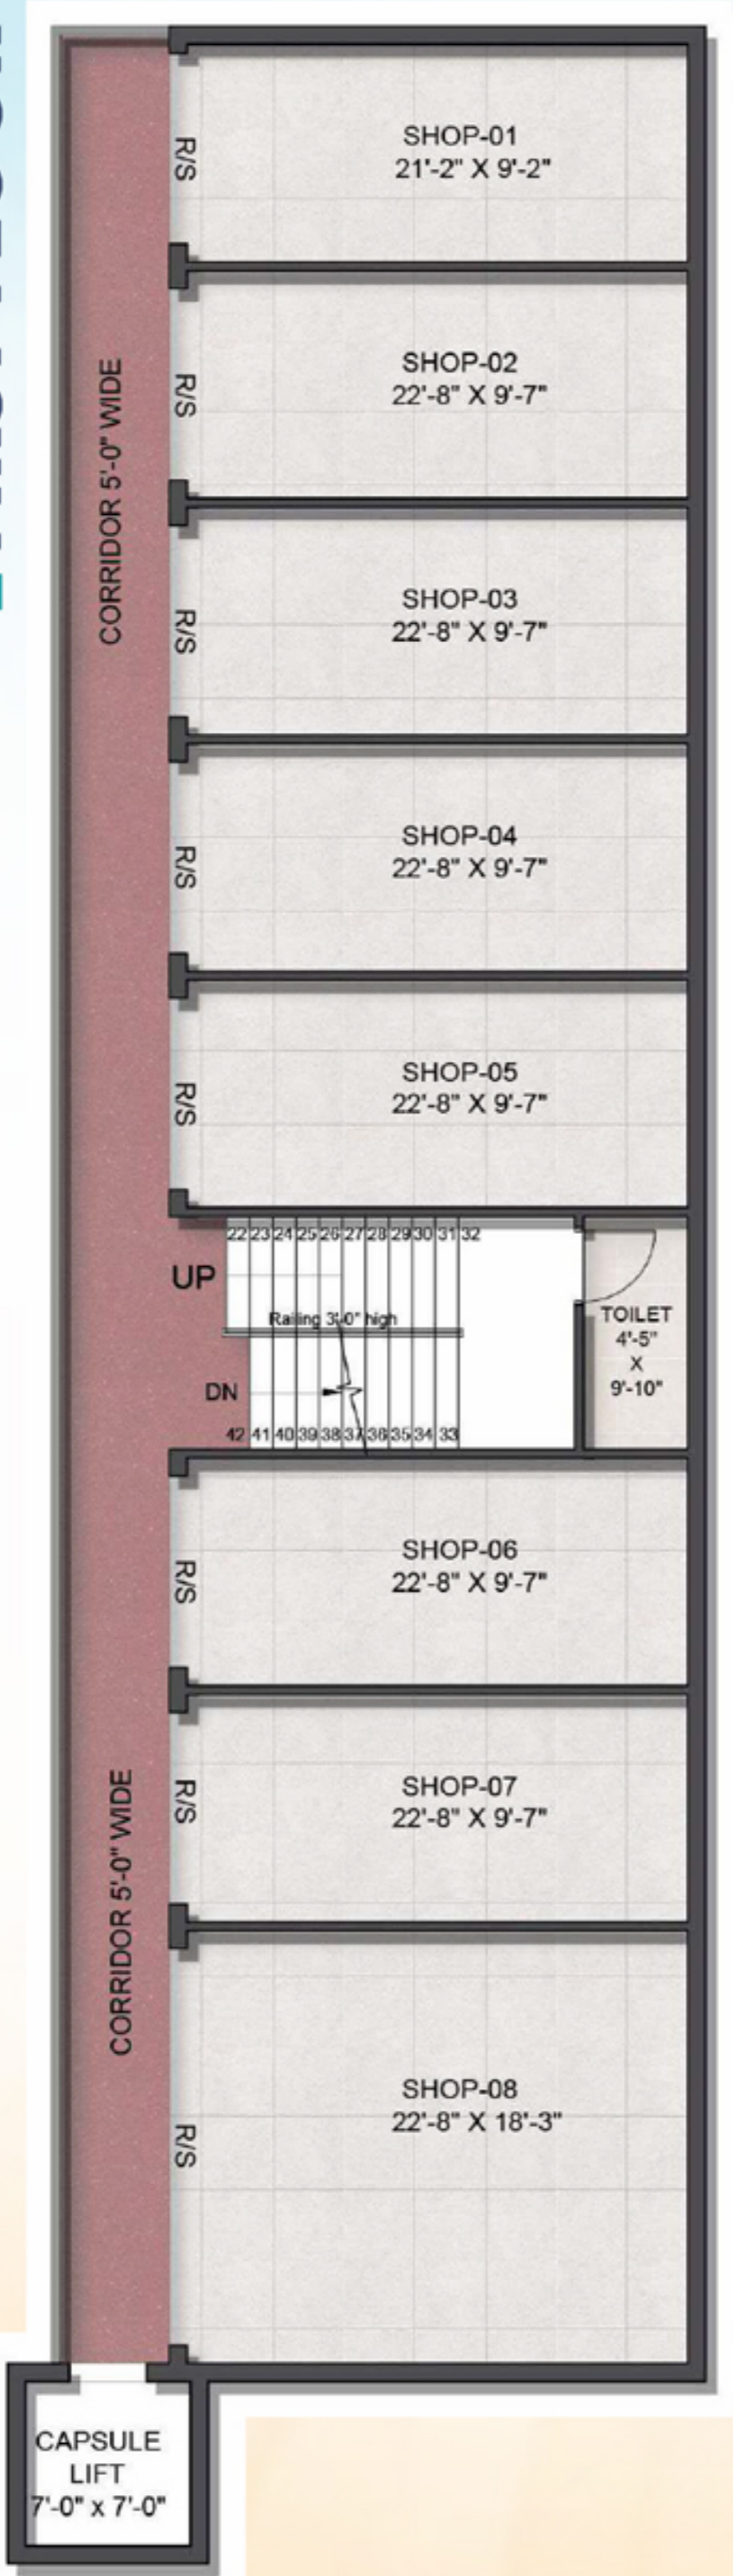 SHOP-01
21'-2" X 9'-2"
R/S
SHOP-02
22'-8" X 9'-7"
R/S
CORRIDOR 5'-0" WIDE
SHOP-03
22'-8" X 9'-7"
R/S
SHOP-04
22'-8" X 9'-7"
R/S
SHOP-05
22'-8" X 9'-7"
R/S
22 23 24 25 26 27 28 29 30 31 32
UP
Railing 3'-0" high
TOILET
4'-5"
X
9'-10"
DN
42 41 40 39 38 37 36 35 34 33
SHOP-06
22'-8" X 9'-7"
R/S
SHOP-07
22'-8" X 9'-7"
R/S
CORRIDOR 5'-0" WIDE
SHOP-08
22'-8" X 18'-3"
R/S
CAPSULE
LIFT
7'-0" x 7'-0"